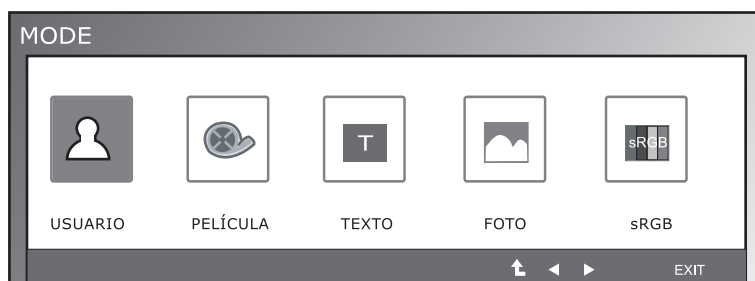 MODE
T
sRGB
USUARIO PELÍCULA TEXTO FOTO sRGB
EXIT